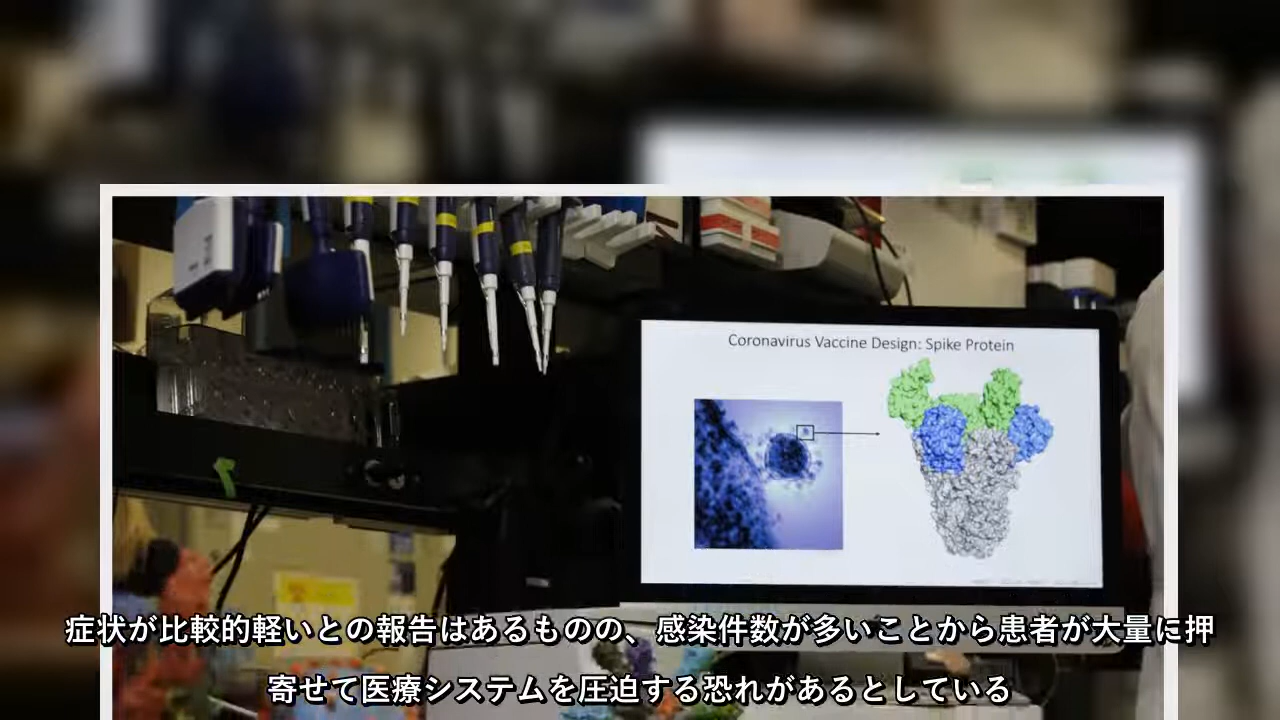 Coronavirus Vaccine Design: Spike Protein
症状が比較的軽いとの報告はあるものの、感染件数が多いことから患者が大量に押
寄せて医療システムを圧迫する恐れがあるとしている